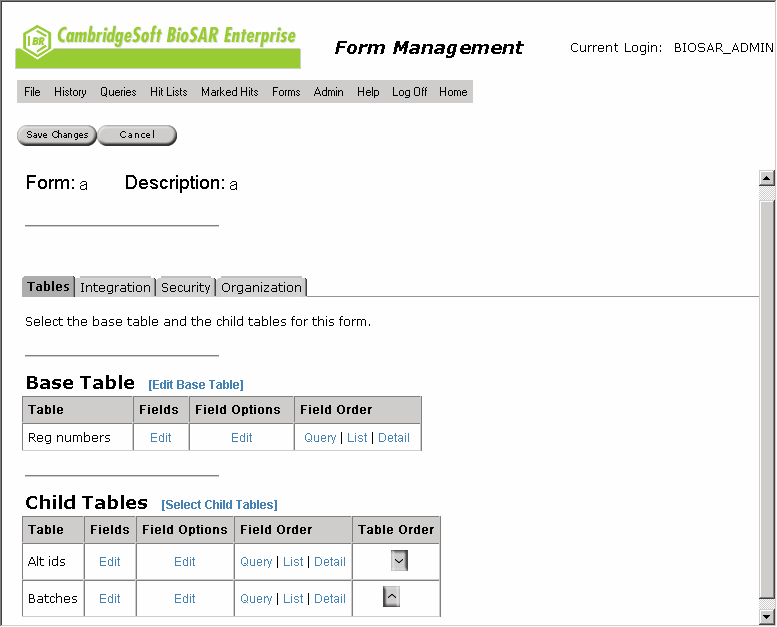 BR CambridgeSoft BioSAR Enterprise
Form Management
Current Login: BIOSAR_ADMIN
File History Queries Hit Lists Marked Hits Forms Admin Help Log Off Home
Save Changes Cancel
Form: a Description: a
Tables Integration Security Organization
Select the base table and the child tables for this form.
Base Table [Edit Base Table]
Table Fields Field Options Field Order
Reg numbers Edit Edit Query | List | Detail
Child Tables [Select Child Tables]
Table Fields Field Options Field Order Table Order
Alt ids Edit Edit Query | List | Detail
Batches Edit Edit Query | List | Detail